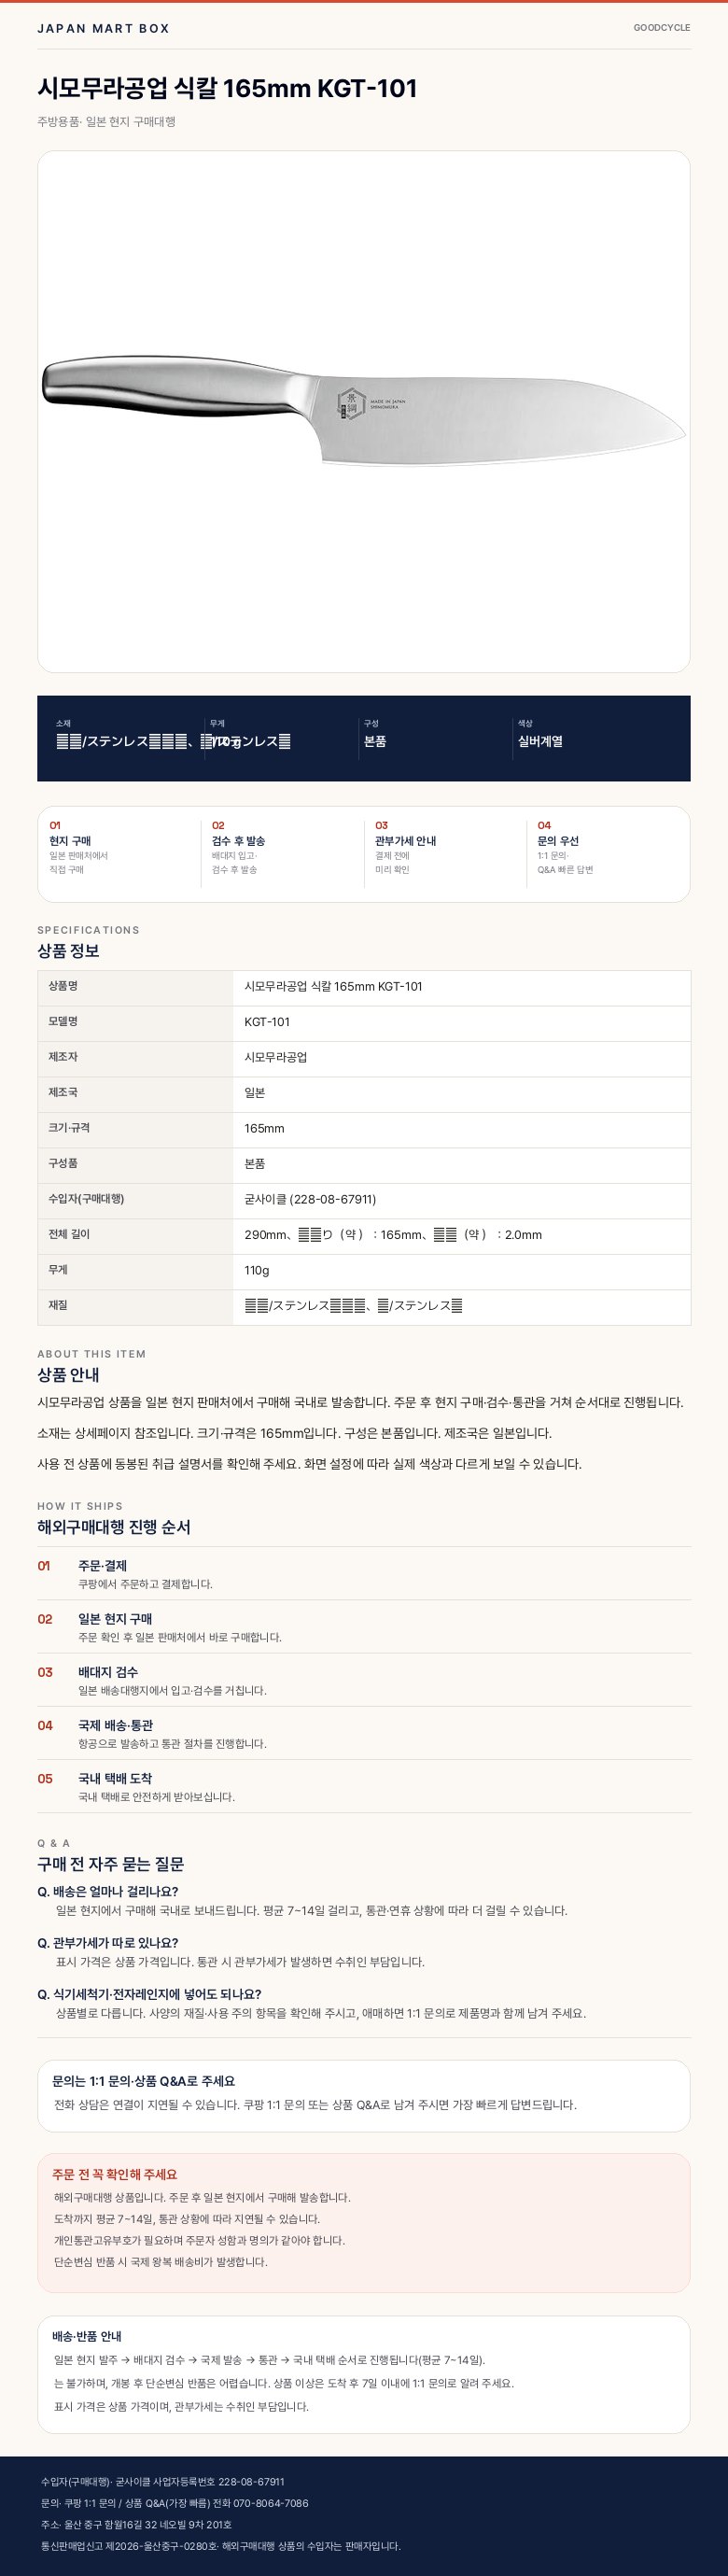 JAPAN MART BOX
GOODCYCLE
시모무라공업 식칼 165mm KGT-101
주방용품· 일본 현지 구매대행
MADE IN JAPAN
SHIMOMURA
소재
/ステンレス、
무게
110g
구성
본품
색상
실버계열
01
현지 구매
일본 판매처에서
직접 구매
02
검수 후 발송
배대지 입고·
검수 후 발송
03
관부가세 안내
결제 전에
미리 확인
04
문의 우선
1:1 문의·
Q&A 빠른 답변
SPECIFICATIONS
상품 정보
상품명 시모무라공업 식칼 165mm KGT-101
모델명 KGT-101
제조자 시모무라공업
제조국 일본
크기·규격 165mm
구성품 본품
수입자(구매대행) 굳사이클 (228-08-67911)
전체 길이 290mm、り（약）：165mm、（약）：2.0mm
무게 110g
재질 /ステンレス、/ステンレス
ABOUT THIS ITEM
상품 안내
시모무라공업 상품을 일본 현지 판매처에서 구매해 국내로 발송합니다. 주문 후 현지 구매·검수·통관을 거쳐 순서대로 진행됩니다.
소재는 상세페이지 참조입니다. 크기·규격은 165mm입니다. 구성은 본품입니다. 제조국은 일본입니다.
사용 전 상품에 동봉된 취급 설명서를 확인해 주세요. 화면 설정에 따라 실제 색상과 다르게 보일 수 있습니다.
HOW IT SHIPS
해외구매대행 진행 순서
01 주문·결제
쿠팡에서 주문하고 결제합니다.
02 일본 현지 구매
주문 확인 후 일본 판매처에서 바로 구매합니다.
03 배대지 검수
일본 배송대행지에서 입고·검수를 거칩니다.
04 국제 배송·통관
항공으로 발송하고 통관 절차를 진행합니다.
05 국내 택배 도착
국내 택배로 안전하게 받아보십니다.
Q & A
구매 전 자주 묻는 질문
Q. 배송은 얼마나 걸리나요?
일본 현지에서 구매해 국내로 보내드립니다. 평균 7~14일 걸리고, 통관·연휴 상황에 따라 더 걸릴 수 있습니다.
Q. 관부가세가 따로 있나요?
표시 가격은 상품 가격입니다. 통관 시 관부가세가 발생하면 수취인 부담입니다.
Q. 식기세척기·전자레인지에 넣어도 되나요?
상품별로 다릅니다. 사양의 재질·사용 주의 항목을 확인해 주시고, 애매하면 1:1 문의로 제품명과 함께 남겨 주세요.
문의는 1:1 문의·상품 Q&A로 주세요
전화 상담은 연결이 지연될 수 있습니다. 쿠팡 1:1 문의 또는 상품 Q&A로 남겨 주시면 가장 빠르게 답변드립니다.
주문 전 꼭 확인해 주세요
해외구매대행 상품입니다. 주문 후 일본 현지에서 구매해 발송합니다.
도착까지 평균 7~14일, 통관 상황에 따라 지연될 수 있습니다.
개인통관고유부호가 필요하며 주문자 성함과 명의가 같아야 합니다.
단순변심 반품 시 국제 왕복 배송비가 발생합니다.
배송·반품 안내
일본 현지 발주 → 배대지 검수 → 국제 발송 → 통관 → 국내 택배 순서로 진행됩니다(평균 7~14일).
는 불가하며, 개봉 후 단순변심 반품은 어렵습니다. 상품 이상은 도착 후 7일 이내에 1:1 문의로 알려 주세요.
표시 가격은 상품 가격이며, 관부가세는 수취인 부담입니다.
수입자(구매대행)· 굳사이클 사업자등록번호 228-08-67911
문의· 쿠팡 1:1 문의 / 상품 Q&A(가장 빠름) 전화 070-8064-7086
주소· 울산 중구 함월16길 32 네오빌 9차 201호
통신판매업신고 제2026-울산중구-0280호· 해외구매대행 상품의 수입자는 판매자입니다.